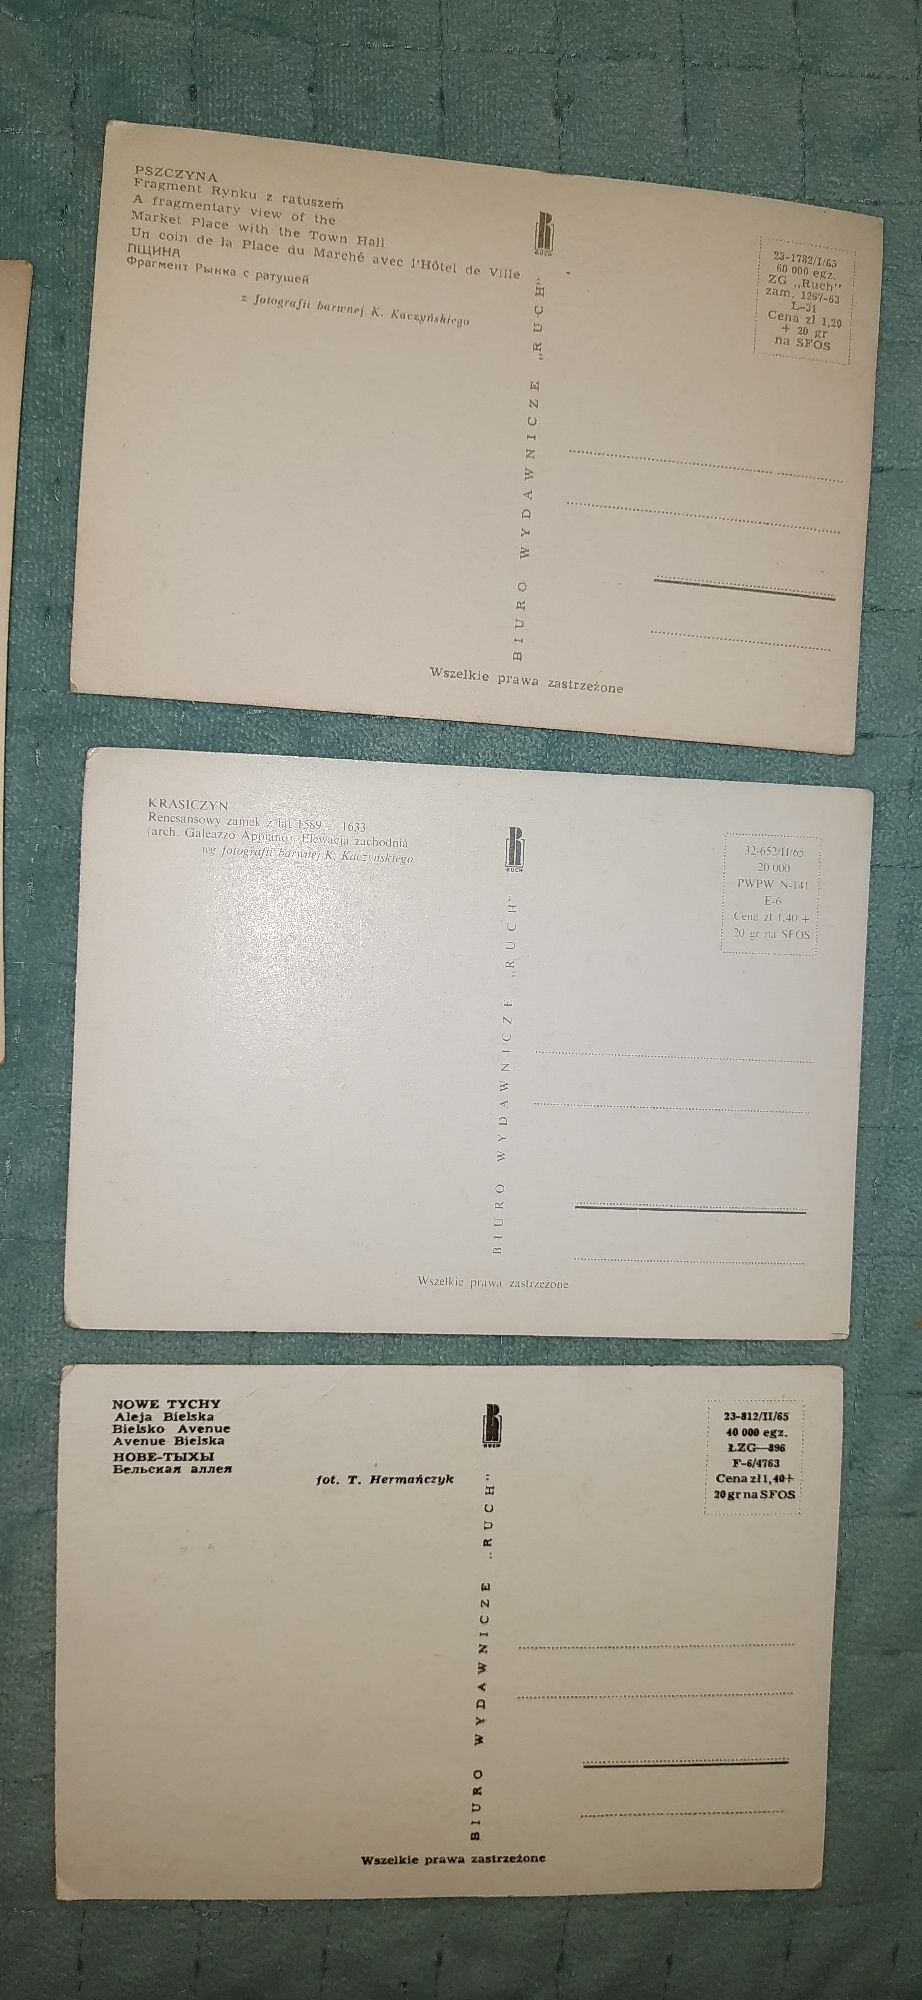 PSZCZYNA
Fragment Rynku z ratuszem
A fragmentary view of the
Market Place with the Town Hall
Un coin de la Place du Marché avec l'Hôtel de Ville
ПЩИНА
Фрагмент Рынка с ратушей
z fotografii barwnej K. Kaczyńskiego
RUCH
BIURO WYDAWNICZE „RUCH"
23-1782/I/65
60 000 egz.
ZG „Ruch"
zam. 1267-63
L-31
Cena zł 1,20
+ 20 gr
na SFOS
Wszelkie prawa zastrzeżone
KRASICZYN
Renesansowy zamek z lat 1589 - 1633
(arch. Galeazzo Appiano). Elewacja zachodnia
wg fotografii barwnej K. Kaczyńskiego
RUCH
BIURO WYDAWNICZE „RUCH"
32-652/II/65
20 000
PWPW N-141
E-6
Cena zł 1,40 +
20 gr na SFOS
Wszelkie prawa zastrzeżone
NOWE TYCHY
Aleja Bielska
Bielsko Avenue
Avenue Bielska
НОВЕ-ТЫХЫ
Бельская аллея
fot. T. Hermańczyk
RUCH
BIURO WYDAWNICZE „RUCH"
23-812/II/65
40 000 egz.
ŁZG—896
F-6/4763
Cena zł 1,40+
20 gr na SFOS
Wszelkie prawa zastrzeżone